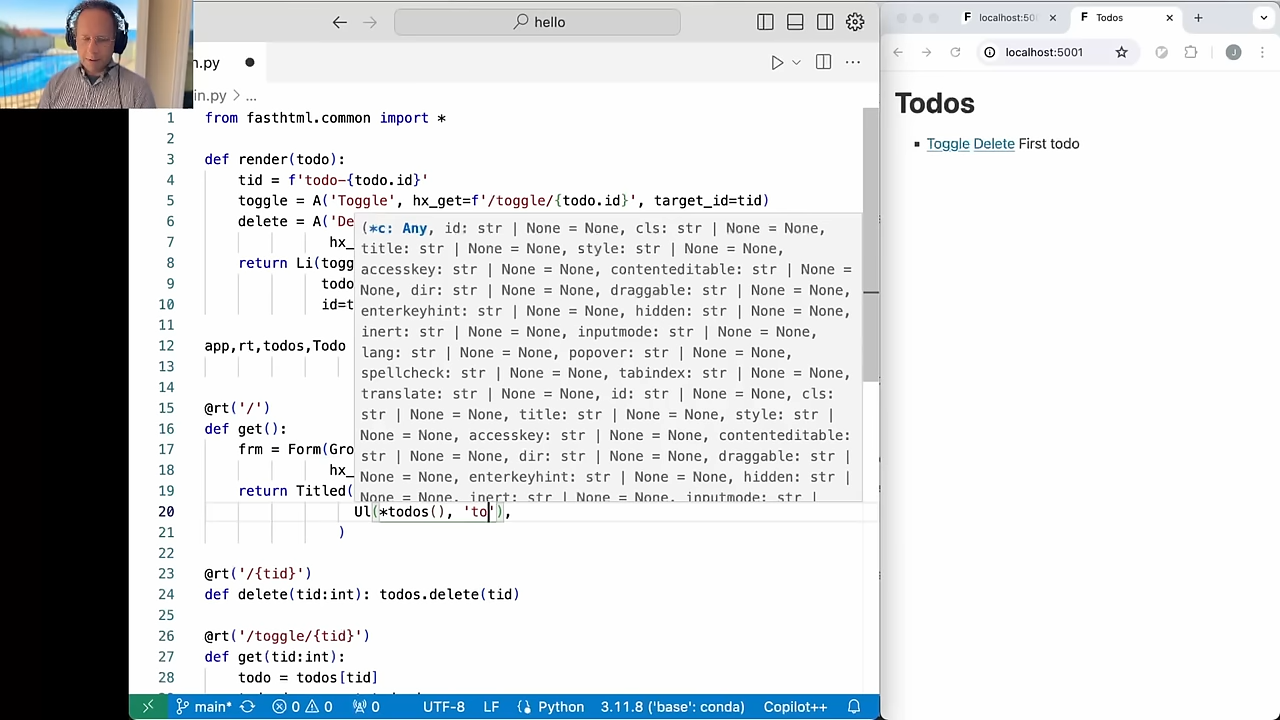 hello
n.py
in.py > ...
1 from fasthtml.common import *
2
3 def render(todo):
4 tid = f'todo-{todo.id}'
5 toggle = A('Toggle', hx_get=f'/toggle/{todo.id}', target_id=tid)
6 delete = A('De
7 hx_
8 return Li(togg
9 todo
10 id=t
11
12 app,rt,todos,Todo
13
14
15 @rt('/')
16 def get():
17 frm = Form(Gro
18 hx_
19 return Titled(
20 Ul(*todos(), 'to'),
21 )
22
23 @rt('/{tid}')
24 def delete(tid:int): todos.delete(tid)
25
26 @rt('/toggle/{tid}')
27 def get(tid:int):
28 todo = todos[tid]
(*c: Any, id: str | None = None, cls: str | None = None,
title: str | None = None, style: str | None = None,
accesskey: str | None = None, contenteditable: str | None =
None, dir: str | None = None, draggable: str | None = None,
enterkeyhint: str | None = None, hidden: str | None = None,
inert: str | None = None, inputmode: str | None = None,
lang: str | None = None, popover: str | None = None,
spellcheck: str | None = None, tabindex: str | None = None,
translate: str | None = None, id: str | None = None, cls:
str | None = None, title: str | None = None, style: str |
None = None, accesskey: str | None = None, contenteditable:
str | None = None, dir: str | None = None, draggable: str |
None = None, enterkeyhint: str | None = None, hidden: str |
None = None, inert: str | None = None, inputmode: str |
main* 0 0 0 UTF-8 LF Python 3.11.8 ('base': conda) Copilot++
localhost:50 Todos
localhost:5001 J
Todos
Toggle Delete First todo